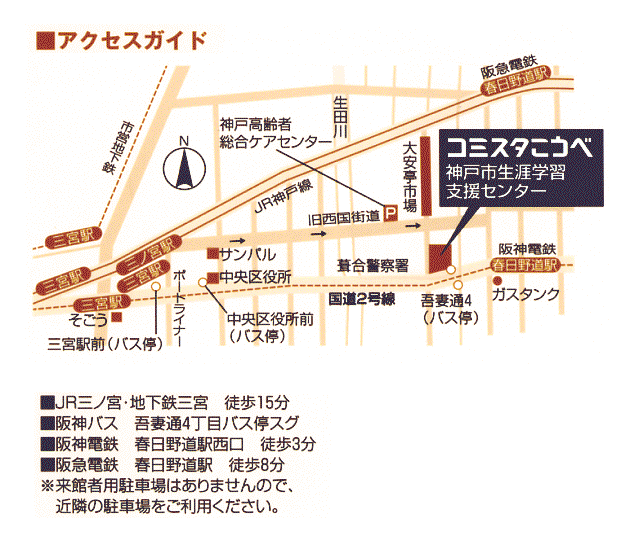 ■アクセスガイド
阪急電鉄
春日野道駅
市営地下鉄
生田川
神戸高齢者
総合ケアセンター
N
大安亭市場
コミスタこうべ
神戸市生涯学習
支援センター
JR神戸線
P
旧西国街道
三宮駅
三ノ宮駅
サンパル
葺合警察署
阪神電鉄
春日野道駅
三宮駅
三宮駅
ポートライナー
中央区役所
国道2号線
吾妻通4
(バス停)
ガスタンク
三宮駅
そごう
中央区役所前
(バス停)
三宮駅前(バス停)
■JR三ノ宮・地下鉄三宮 徒歩15分
■阪神バス 吾妻通4丁目バス停スグ
■阪神電鉄 春日野道駅西口 徒歩3分
■阪急電鉄 春日野道駅 徒歩8分
※来館者用駐車場はありませんので、
近隣の駐車場をご利用ください。